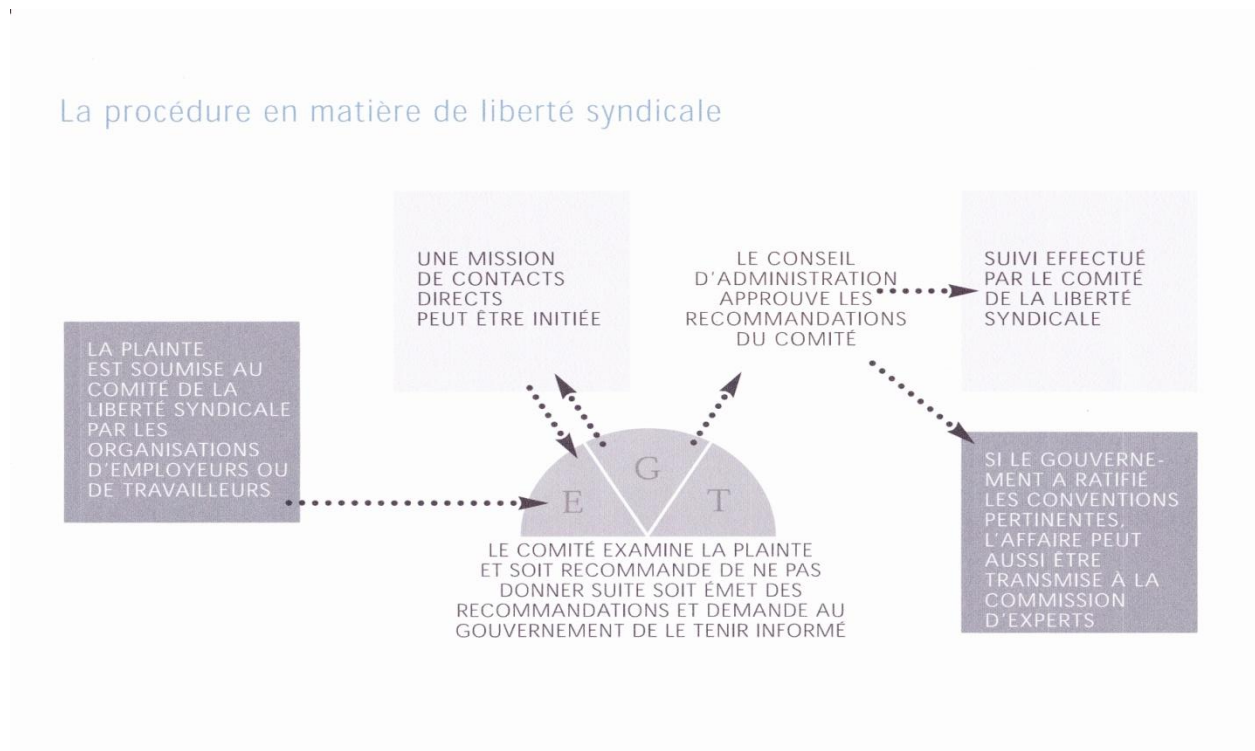 La procédure en matière de liberté syndicale
LA PLAINTE
EST SOUMISE AU
COMITÉ DE LA
LIBERTÉ SYNDICALE
PAR LES
ORGANISATIONS
D'EMPLOYEURS OU
DE TRAVAILLEURS
UNE MISSION
DE CONTACTS
DIRECTS
PEUT ÊTRE INITIÉE
E
G
T
LE COMITÉ EXAMINE LA PLAINTE
ET SOIT RECOMMANDE DE NE PAS
DONNER SUITE SOIT ÉMET DES
RECOMMANDATIONS ET DEMANDE AU
GOUVERNEMENT DE LE TENIR INFORMÉ
LE CONSEIL
D'ADMINISTRATION
APPROUVE LES
RECOMMANDATIONS
DU COMITÉ
SUIVI EFFECTUÉ
PAR LE COMITÉ
DE LA LIBERTÉ
SYNDICALE
SI LE GOUVERNE-
MENT A RATIFIÉ
LES CONVENTIONS
PERTINENTES,
L'AFFAIRE PEUT
AUSSI ÊTRE
TRANSMISE À LA
COMMISSION
D'EXPERTS